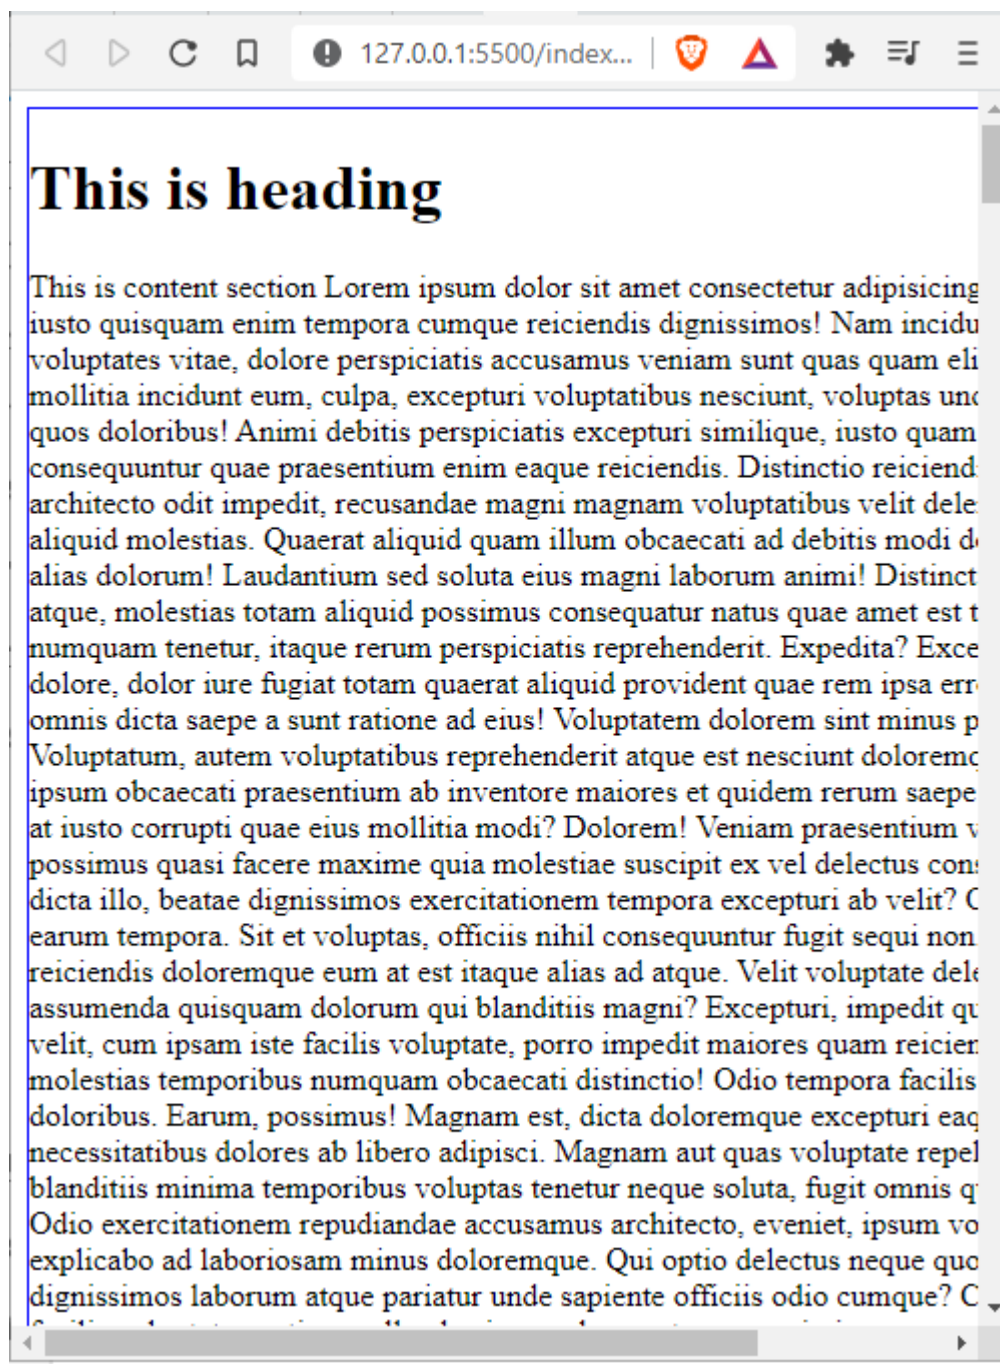 127.0.0.1:5500/index...
This is heading
This is content section Lorem ipsum dolor sit amet consectetur adipisicing
iusto quisquam enim tempora cumque reiciendis dignissimos! Nam incidu
voluptates vitae, dolore perspiciatis accusamus veniam sunt quas quam eli
mollitia incidunt eum, culpa, excepturi voluptatibus nesciunt, voluptas und
quos doloribus! Animi debitis perspiciatis excepturi similique, iusto quam
consequuntur quae praesentium enim eaque reiciendis. Distinctio reiciend
architecto odit impedit, recusandae magni magnam voluptatibus velit dele
aliquid molestias. Quaerat aliquid quam illum obcaecati ad debitis modi d
alias dolorum! Laudantium sed soluta eius magni laborum animi! Distinct
atque, molestias totam aliquid possimus consequatur natus quae amet est t
numquam tenetur, itaque rerum perspiciatis reprehenderit. Expedita? Exce
dolore, dolor iure fugiat totam quaerat aliquid provident quae rem ipsa err
omnis dicta saepe a sunt ratione ad eius! Voluptatem dolorem sint minus p
Voluptatum, autem voluptatibus reprehenderit atque est nesciunt doloremq
ipsum obcaecati praesentium ab inventore maiores et quidem rerum saepe
at iusto corrupti quae eius mollitia modi? Dolorem! Veniam praesentium v
possimus quasi facere maxime quia molestiae suscipit ex vel delectus cons
dicta illo, beatae dignissimos exercitationem tempora excepturi ab velit? C
earum tempora. Sit et voluptas, officiis nihil consequuntur fugit sequi non
reiciendis doloremque eum at est itaque alias ad atque. Velit voluptate dele
assumenda quisquam dolorum qui blanditiis magni? Excepturi, impedit qu
velit, cum ipsam iste facilis voluptate, porro impedit maiores quam reicien
molestias temporibus numquam obcaecati distinctio! Odio tempora facilis
doloribus. Earum, possimus! Magnam est, dicta doloremque excepturi eaq
necessitatibus dolores ab libero adipisci. Magnam aut quas voluptate repel
blanditiis minima temporibus voluptas tenetur neque soluta, fugit omnis q
Odio exercitationem repudiandae accusamus architecto, eveniet, ipsum vo
explicabo ad laboriosam minus doloremque. Qui optio delectus neque quo
dignissimos laborum atque pariatur unde sapiente officiis odio cumque? C